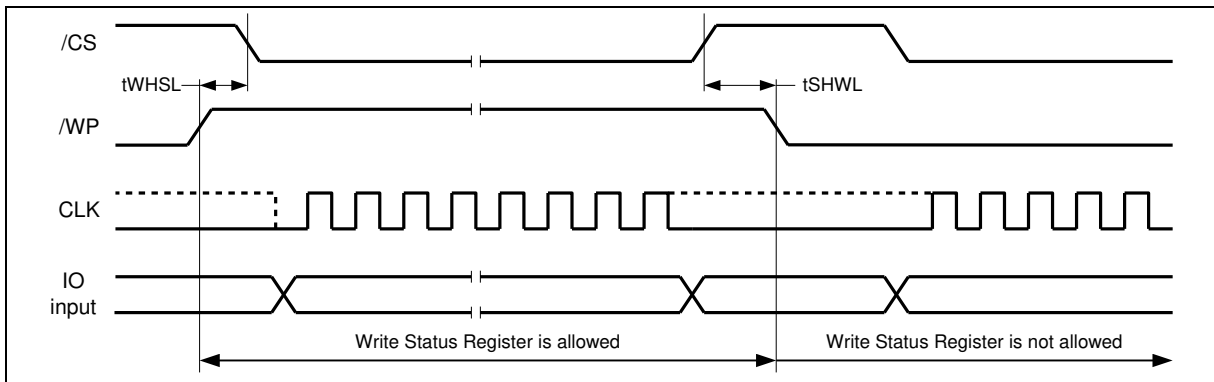 /CS
tWHSL
tSHWL
/WP
CLK
IO
input
Write Status Register is allowed
Write Status Register is not allowed